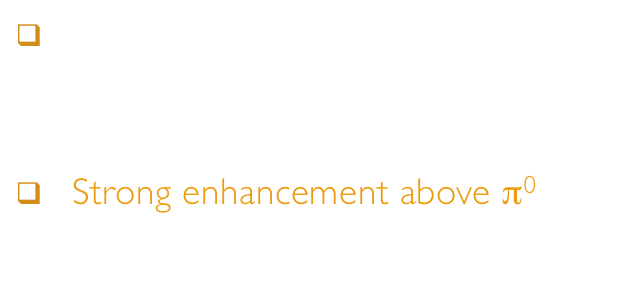 ❑
❑ Strong enhancement above π⁰